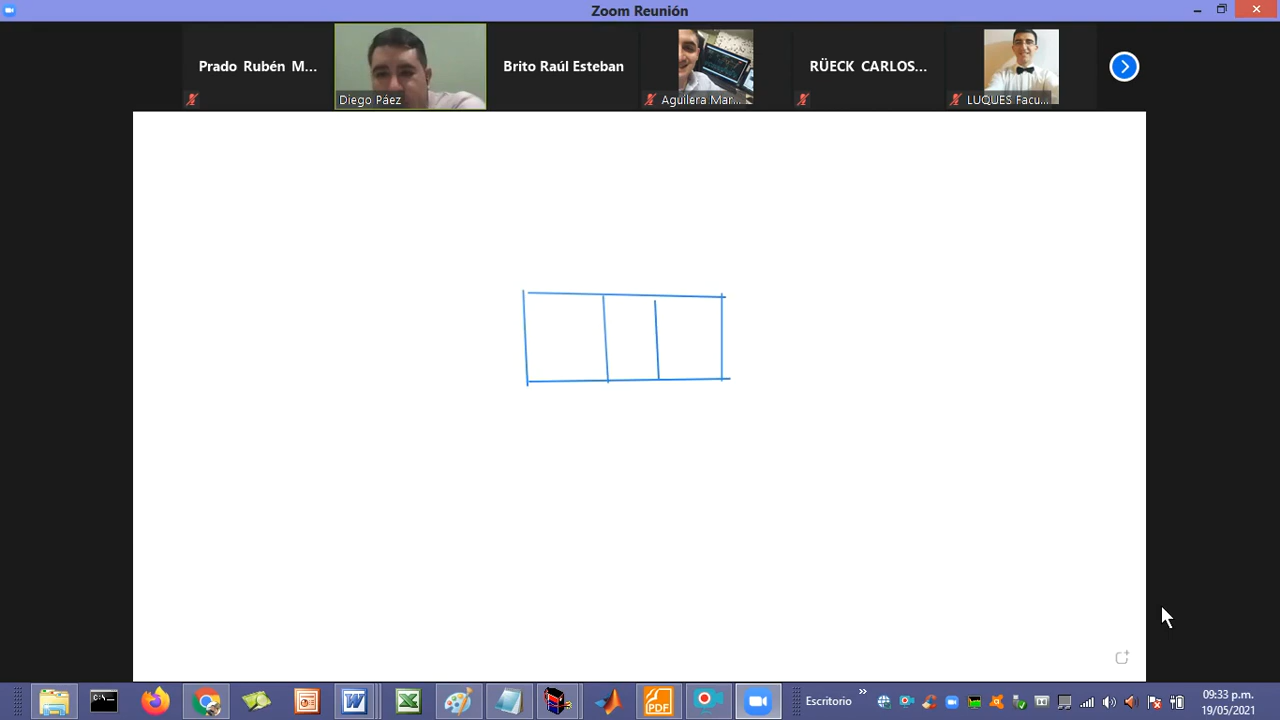 Zoom Reunión
Prado Rubén M...
Diego Páez
Brito Raúl Esteban
Aguilera Mar...
RÜECK CARLOS...
LUQUES Facu...
Escritorio
09:33 p.m.
19/05/2021